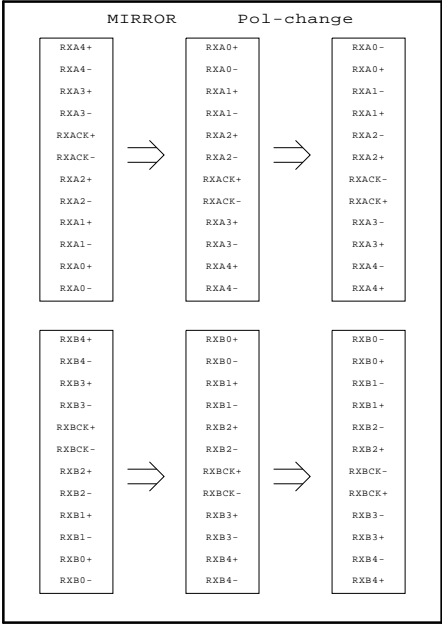 MIRROR Pol-change
RXA4+ RXA0+ RXA0-
RXA4- RXA0- RXA0+
RXA3+ RXA1+ RXA1-
RXA3- RXA1- RXA1+
RXACK+ RXA2+ RXA2-
RXACK- RXA2- RXA2+
RXA2+ RXACK+ RXACK-
RXA2- RXACK- RXACK+
RXA1+ RXA3+ RXA3-
RXA1- RXA3- RXA3+
RXA0+ RXA4+ RXA4-
RXA0- RXA4- RXA4+
RXB4+ RXB0+ RXB0-
RXB4- RXB0- RXB0+
RXB3+ RXB1+ RXB1-
RXB3- RXB1- RXB1+
RXBCK+ RXB2+ RXB2-
RXBCK- RXB2- RXB2+
RXB2+ RXBCK+ RXBCK-
RXB2- RXBCK- RXBCK+
RXB1+ RXB3+ RXB3-
RXB1- RXB3- RXB3+
RXB0+ RXB4+ RXB4-
RXB0- RXB4- RXB4+